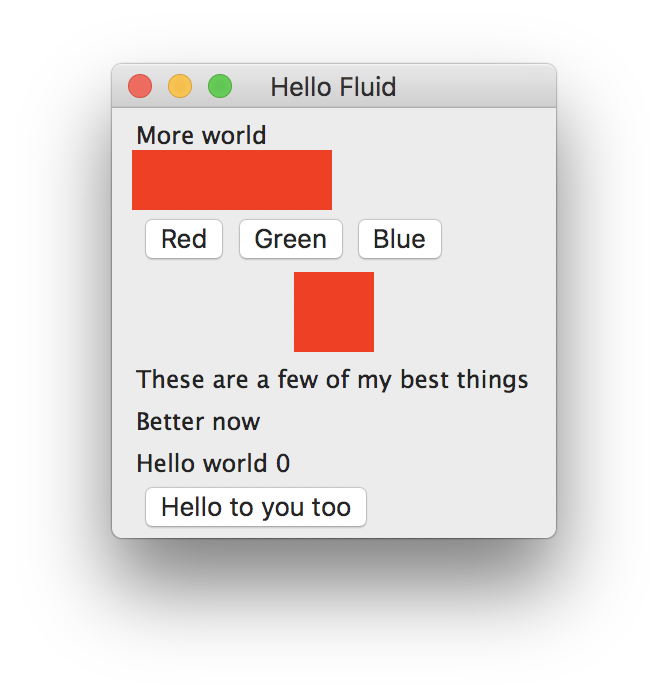 Hello Fluid
More world
Red Green Blue
These are a few of my best things
Better now
Hello world 0
Hello to you too